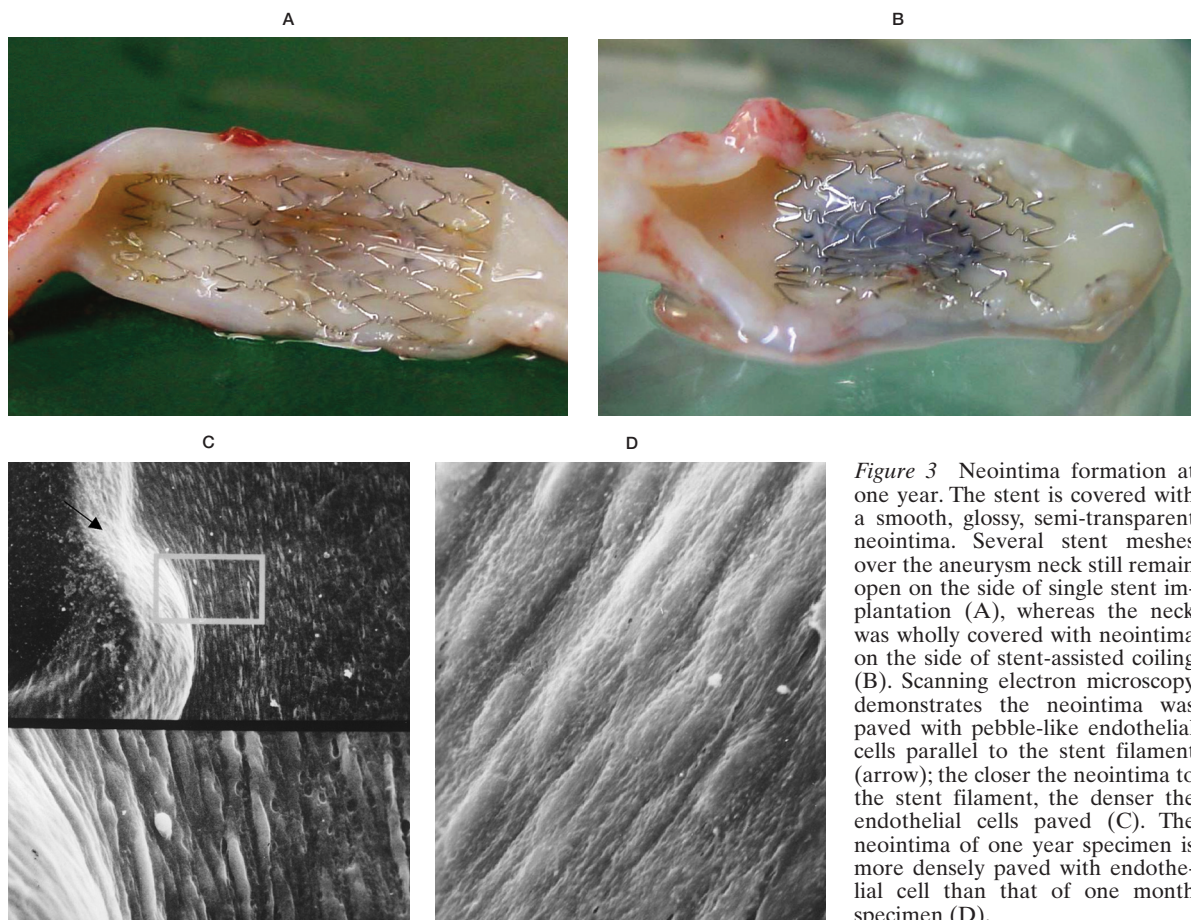 A
B
C
D
Figure 3 Neointima formation at
one year. The stent is covered with
a smooth, glossy, semi-transparent
neointima. Several stent meshes
over the aneurysm neck still remain
open on the side of single stent im-
plantation (A), whereas the neck
was wholly covered with neointima
on the side of stent-assisted coiling
(B). Scanning electron microscopy
demonstrates the neointima was
paved with pebble-like endothelial
cells parallel to the stent filament
(arrow); the closer the neointima to
the stent filament, the denser the
endothelial cells paved (C). The
neointima of one year specimen is
more densely paved with endothe-
lial cell than that of one month
specimen (D).